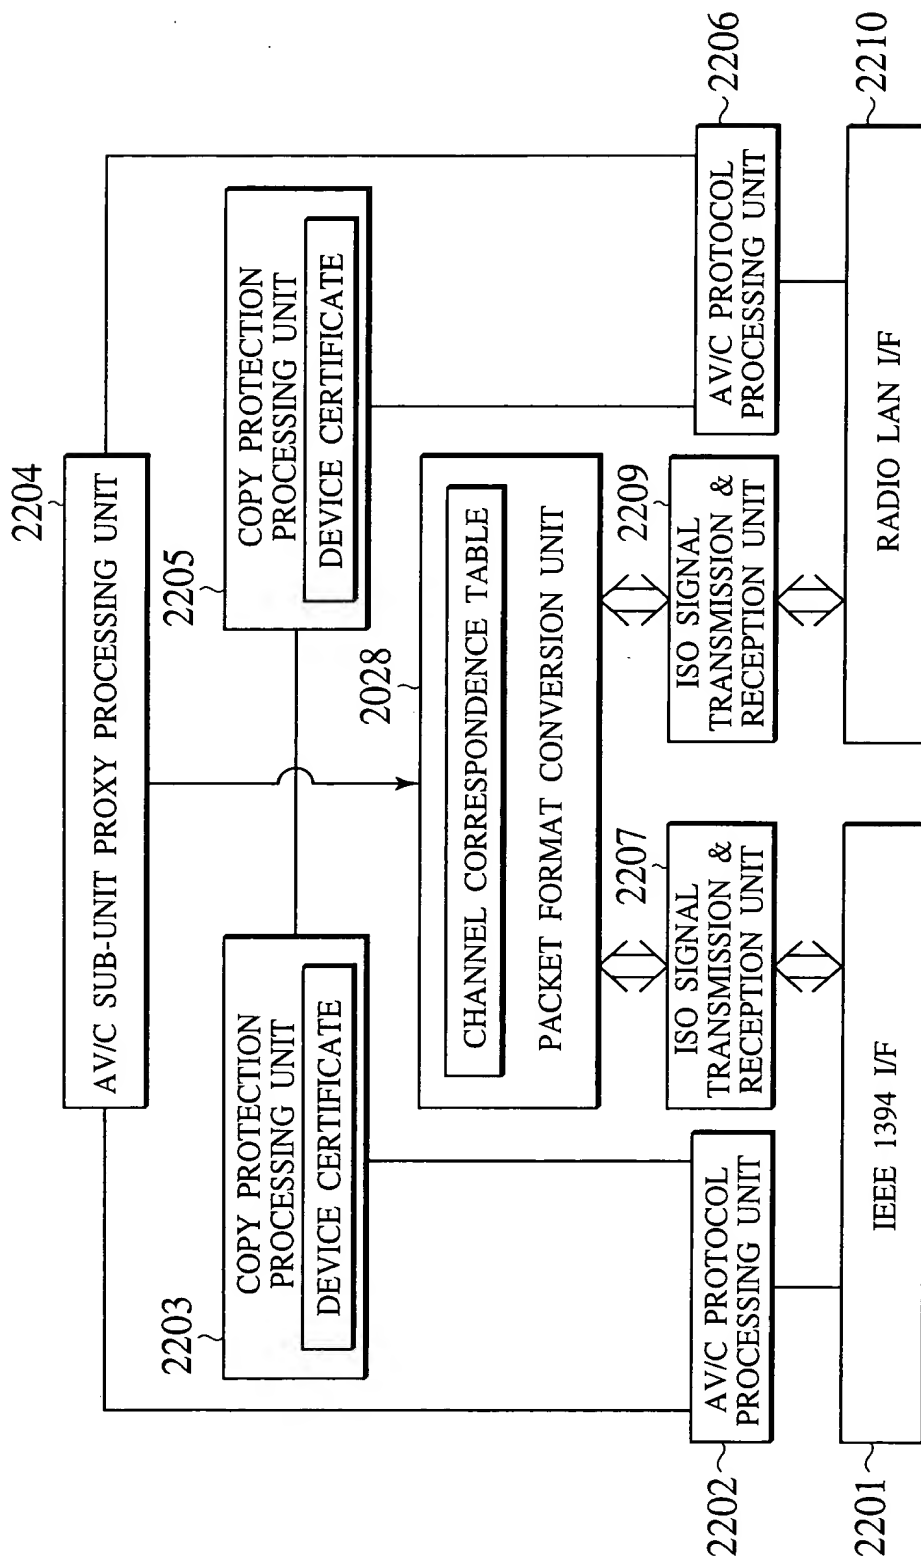 2204
AV/C SUB-UNIT PROXY PROCESSING UNIT
2203
COPY PROTECTION
PROCESSING UNIT
DEVICE CERTIFICATE
2205
COPY PROTECTION
PROCESSING UNIT
DEVICE CERTIFICATE
2028
CHANNEL CORRESPONDENCE TABLE
PACKET FORMAT CONVERSION UNIT
2202
AV/C PROTOCOL
PROCESSING UNIT
2207
ISO SIGNAL
TRANSMISSION &
RECEPTION UNIT
2209
ISO SIGNAL
TRANSMISSION &
RECEPTION UNIT
2206
AV/C PROTOCOL
PROCESSING UNIT
2201
IEEE 1394 I/F
RADIO LAN I/F
2210